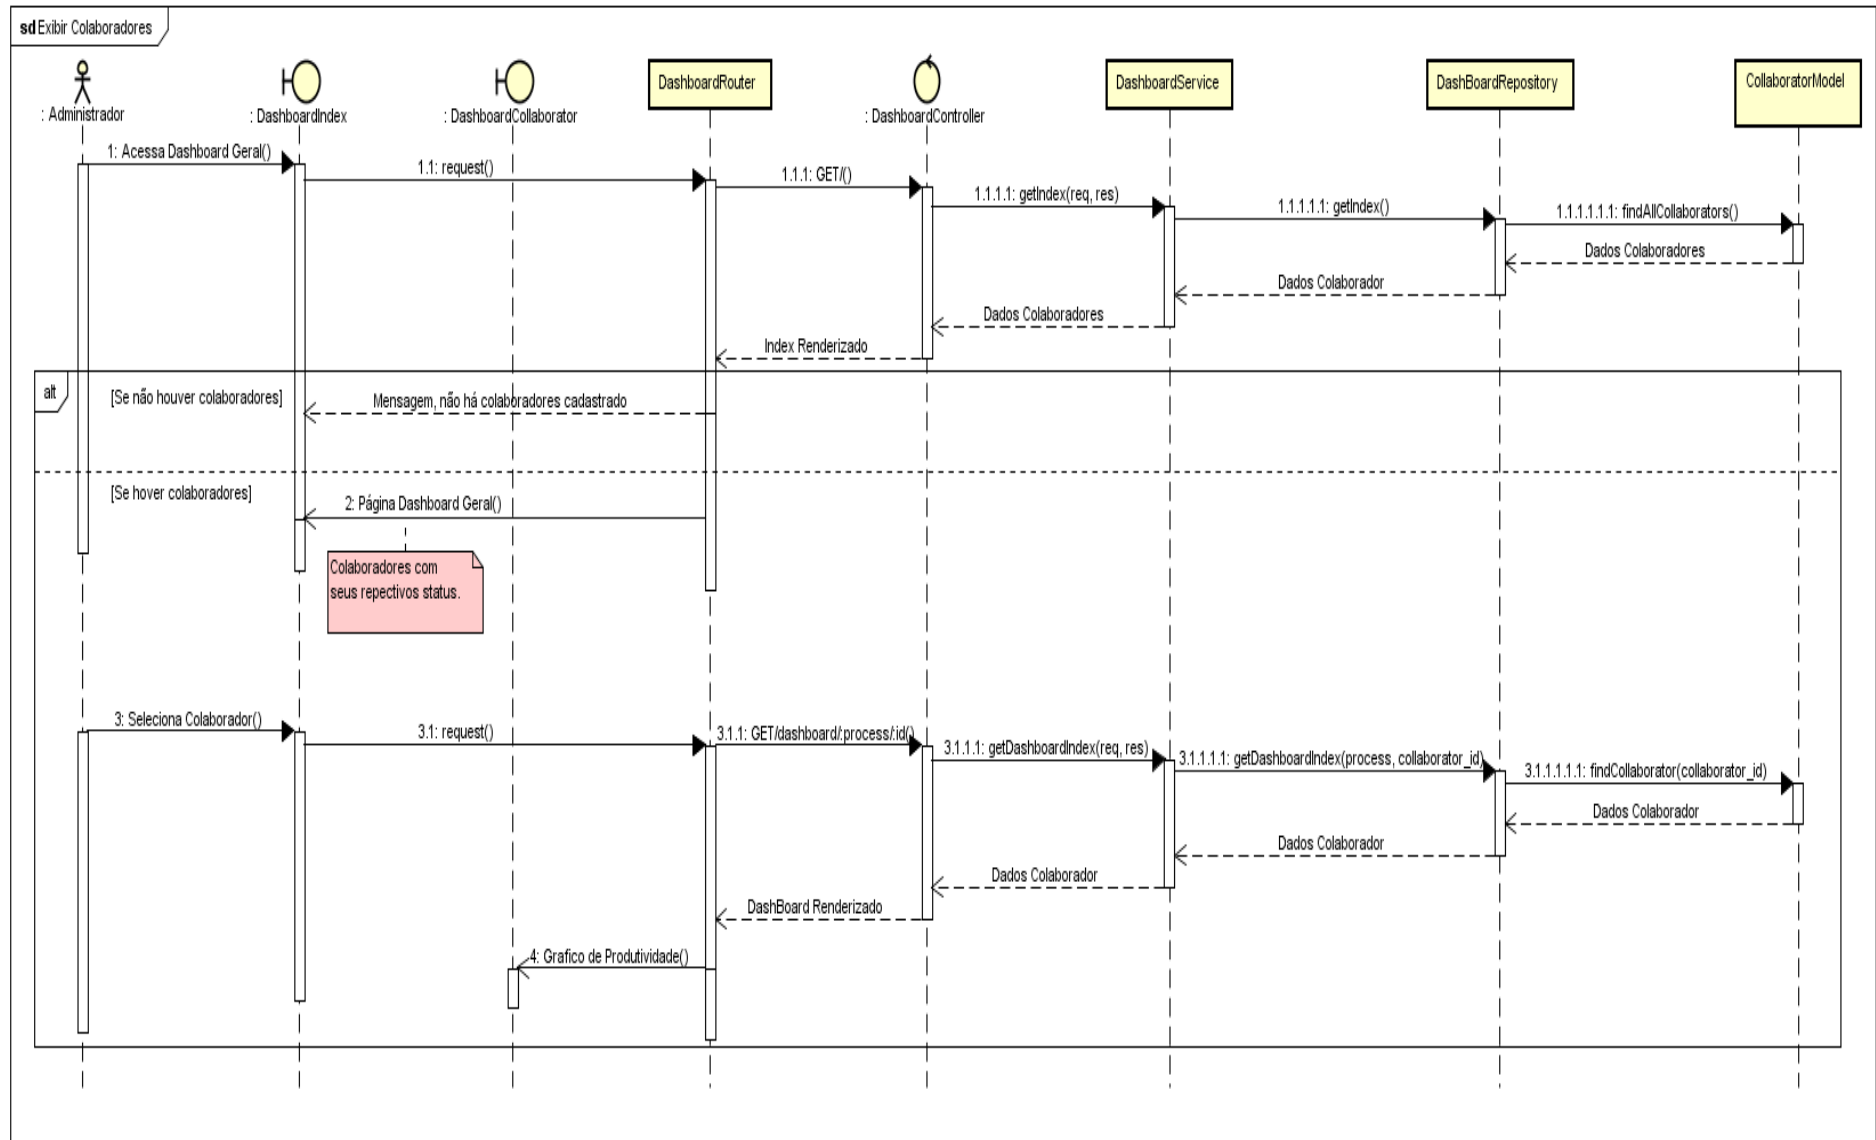 sd Exibir Colaboradores
: Administrador
: DashboardIndex
: DashboardCollaborator
DashboardRouter
: DashboardController
DashboardService
DashBoardRepository
CollaboratorModel
1: Acessa Dashboard Geral()
1.1: request()
1.1.1: GET/()
1.1.1.1: getIndex(req, res)
1.1.1.1.1: getIndex()
1.1.1.1.1.1: findAllCollaborators()
Dados Colaboradores
Dados Colaborador
Dados Colaboradores
Index Renderizado
alt
[Se não houver colaboradores]
Mensagem, não há colaboradores cadastrado
[Se hover colaboradores]
2: Página Dashboard Geral()
Colaboradores com
seus repectivos status.
3: Seleciona Colaborador()
3.1: request()
3.1.1: GET/dashboard/:process/:id()
3.1.1.1: getDashboardIndex(req, res)
3.1.1.1.1: getDashboardIndex(process, collaborator_id)
3.1.1.1.1.1: findCollaborator(collaborator_id)
Dados Colaborador
Dados Colaborador
Dados Colaborador
DashBoard Renderizado
4: Grafico de Produtividade()